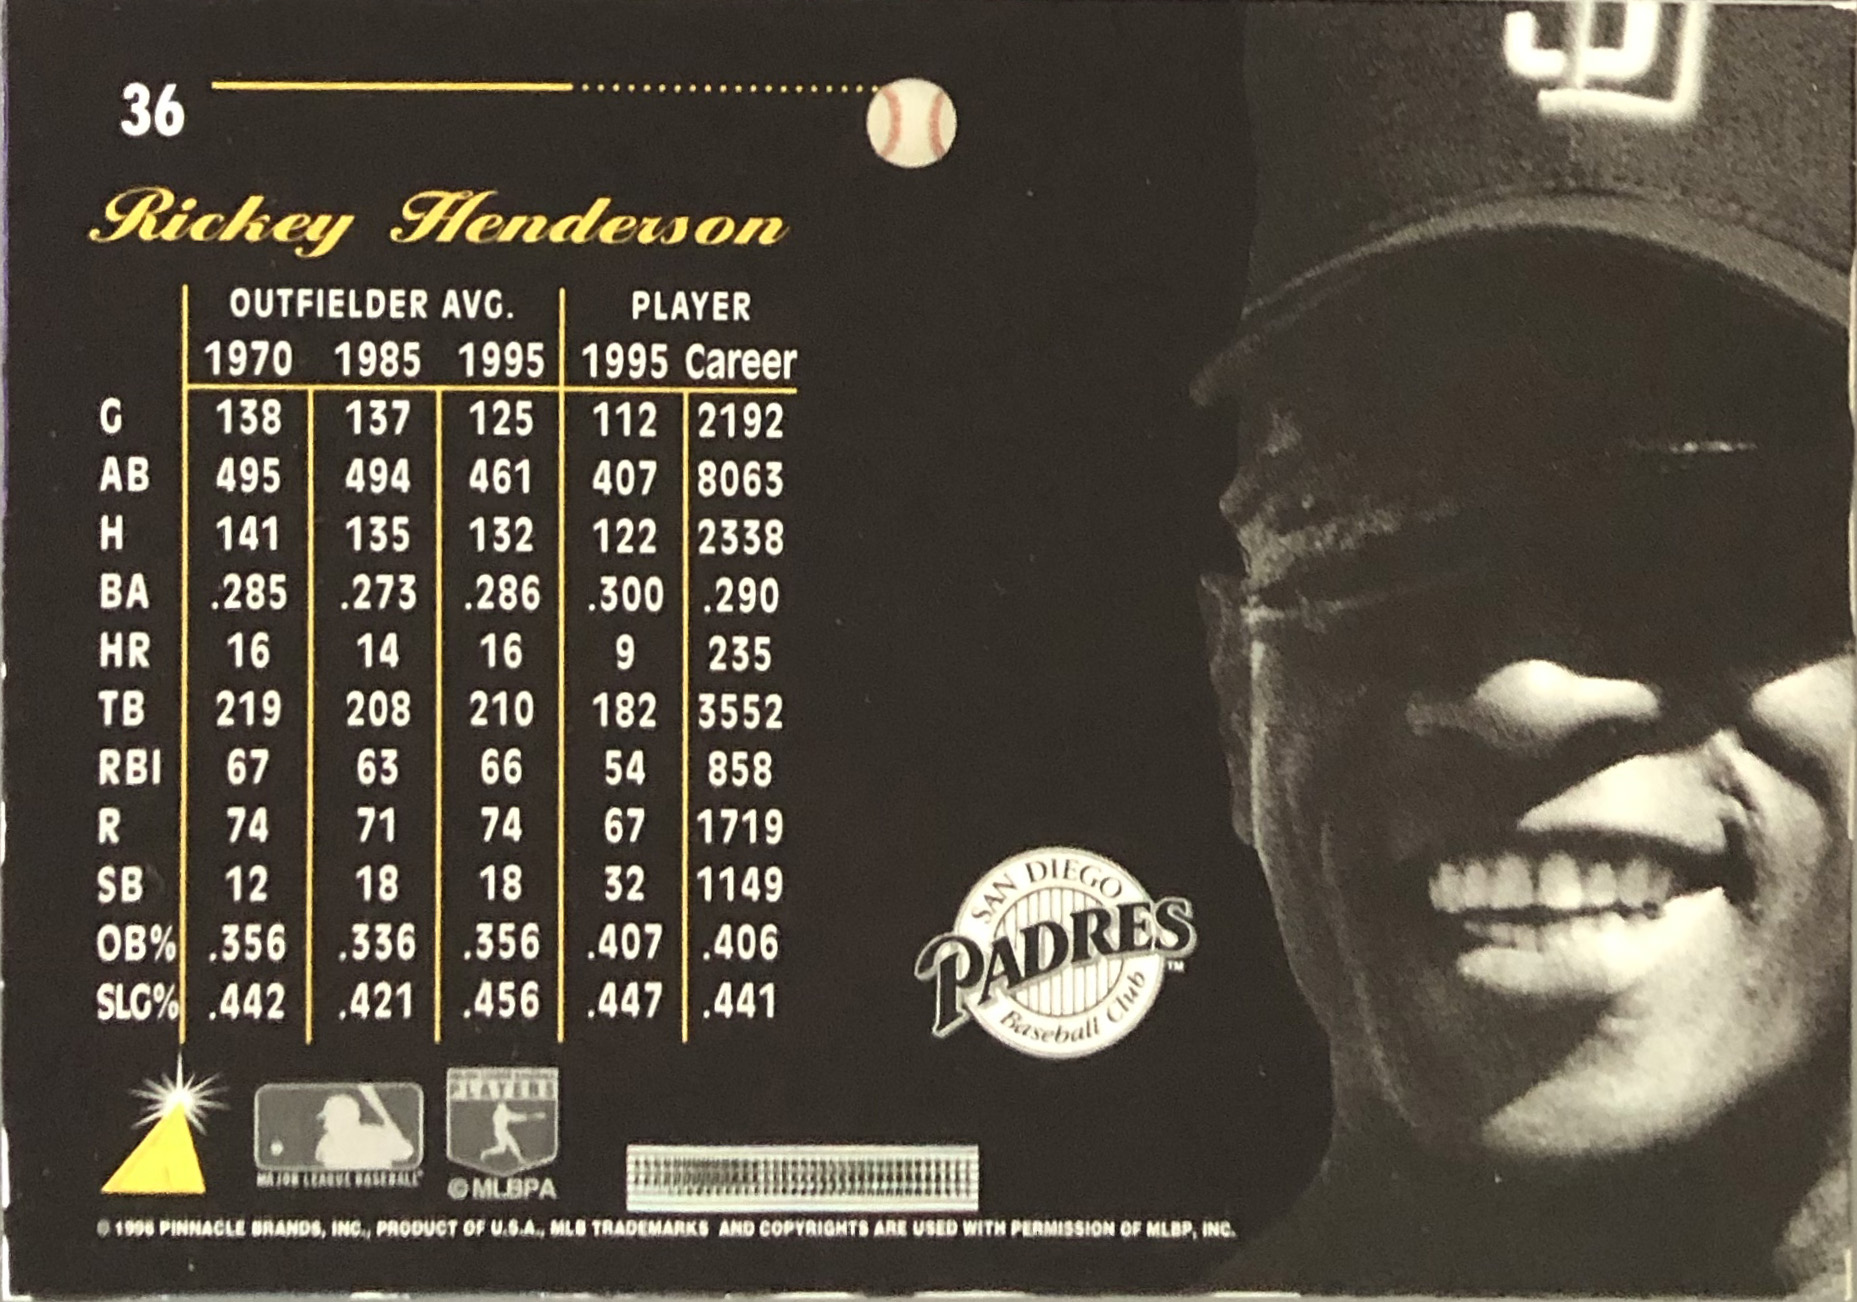 36
Rickey Henderson
OUTFIELDER AVG. PLAYER
1970 1985 1995 1995 Career
G 138 137 125 112 2192
AB 495 494 461 407 8063
H 141 135 132 122 2338
BA .285 .273 .286 .300 .290
HR 16 14 16 9 235
TB 219 208 210 182 3552
RBI 67 63 66 54 858
R 74 71 74 67 1719
SB 12 18 18 32 1149
OB% .356 .336 .356 .407 .406
SLG% .442 .421 .456 .447 .441
SAN DIEGO
PADRES ™
Baseball Club
SD
PLAYERS
MAJOR LEAGUE BASEBALL
© MLBPA
© 1996 PINNACLE BRANDS, INC., PRODUCT OF U.S.A., MLB TRADEMARKS AND COPYRIGHTS ARE USED WITH PERMISSION OF MLBP, INC.